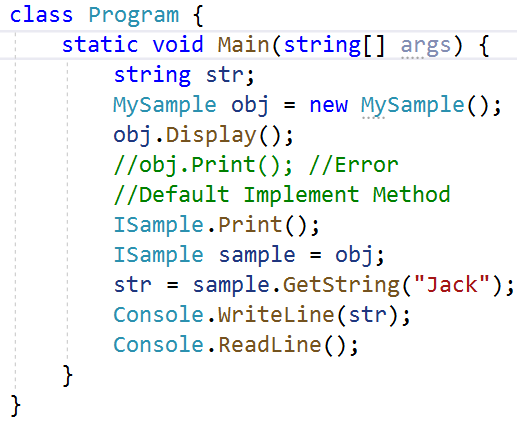 class Program {
    static void Main(string[] args) {
        string str;
        MySample obj = new MySample();
        obj.Display();
        //obj.Print(); //Error
        //Default Implement Method
        ISample.Print();
        ISample sample = obj;
        str = sample.GetString("Jack");
        Console.WriteLine(str);
        Console.ReadLine();
    }
}